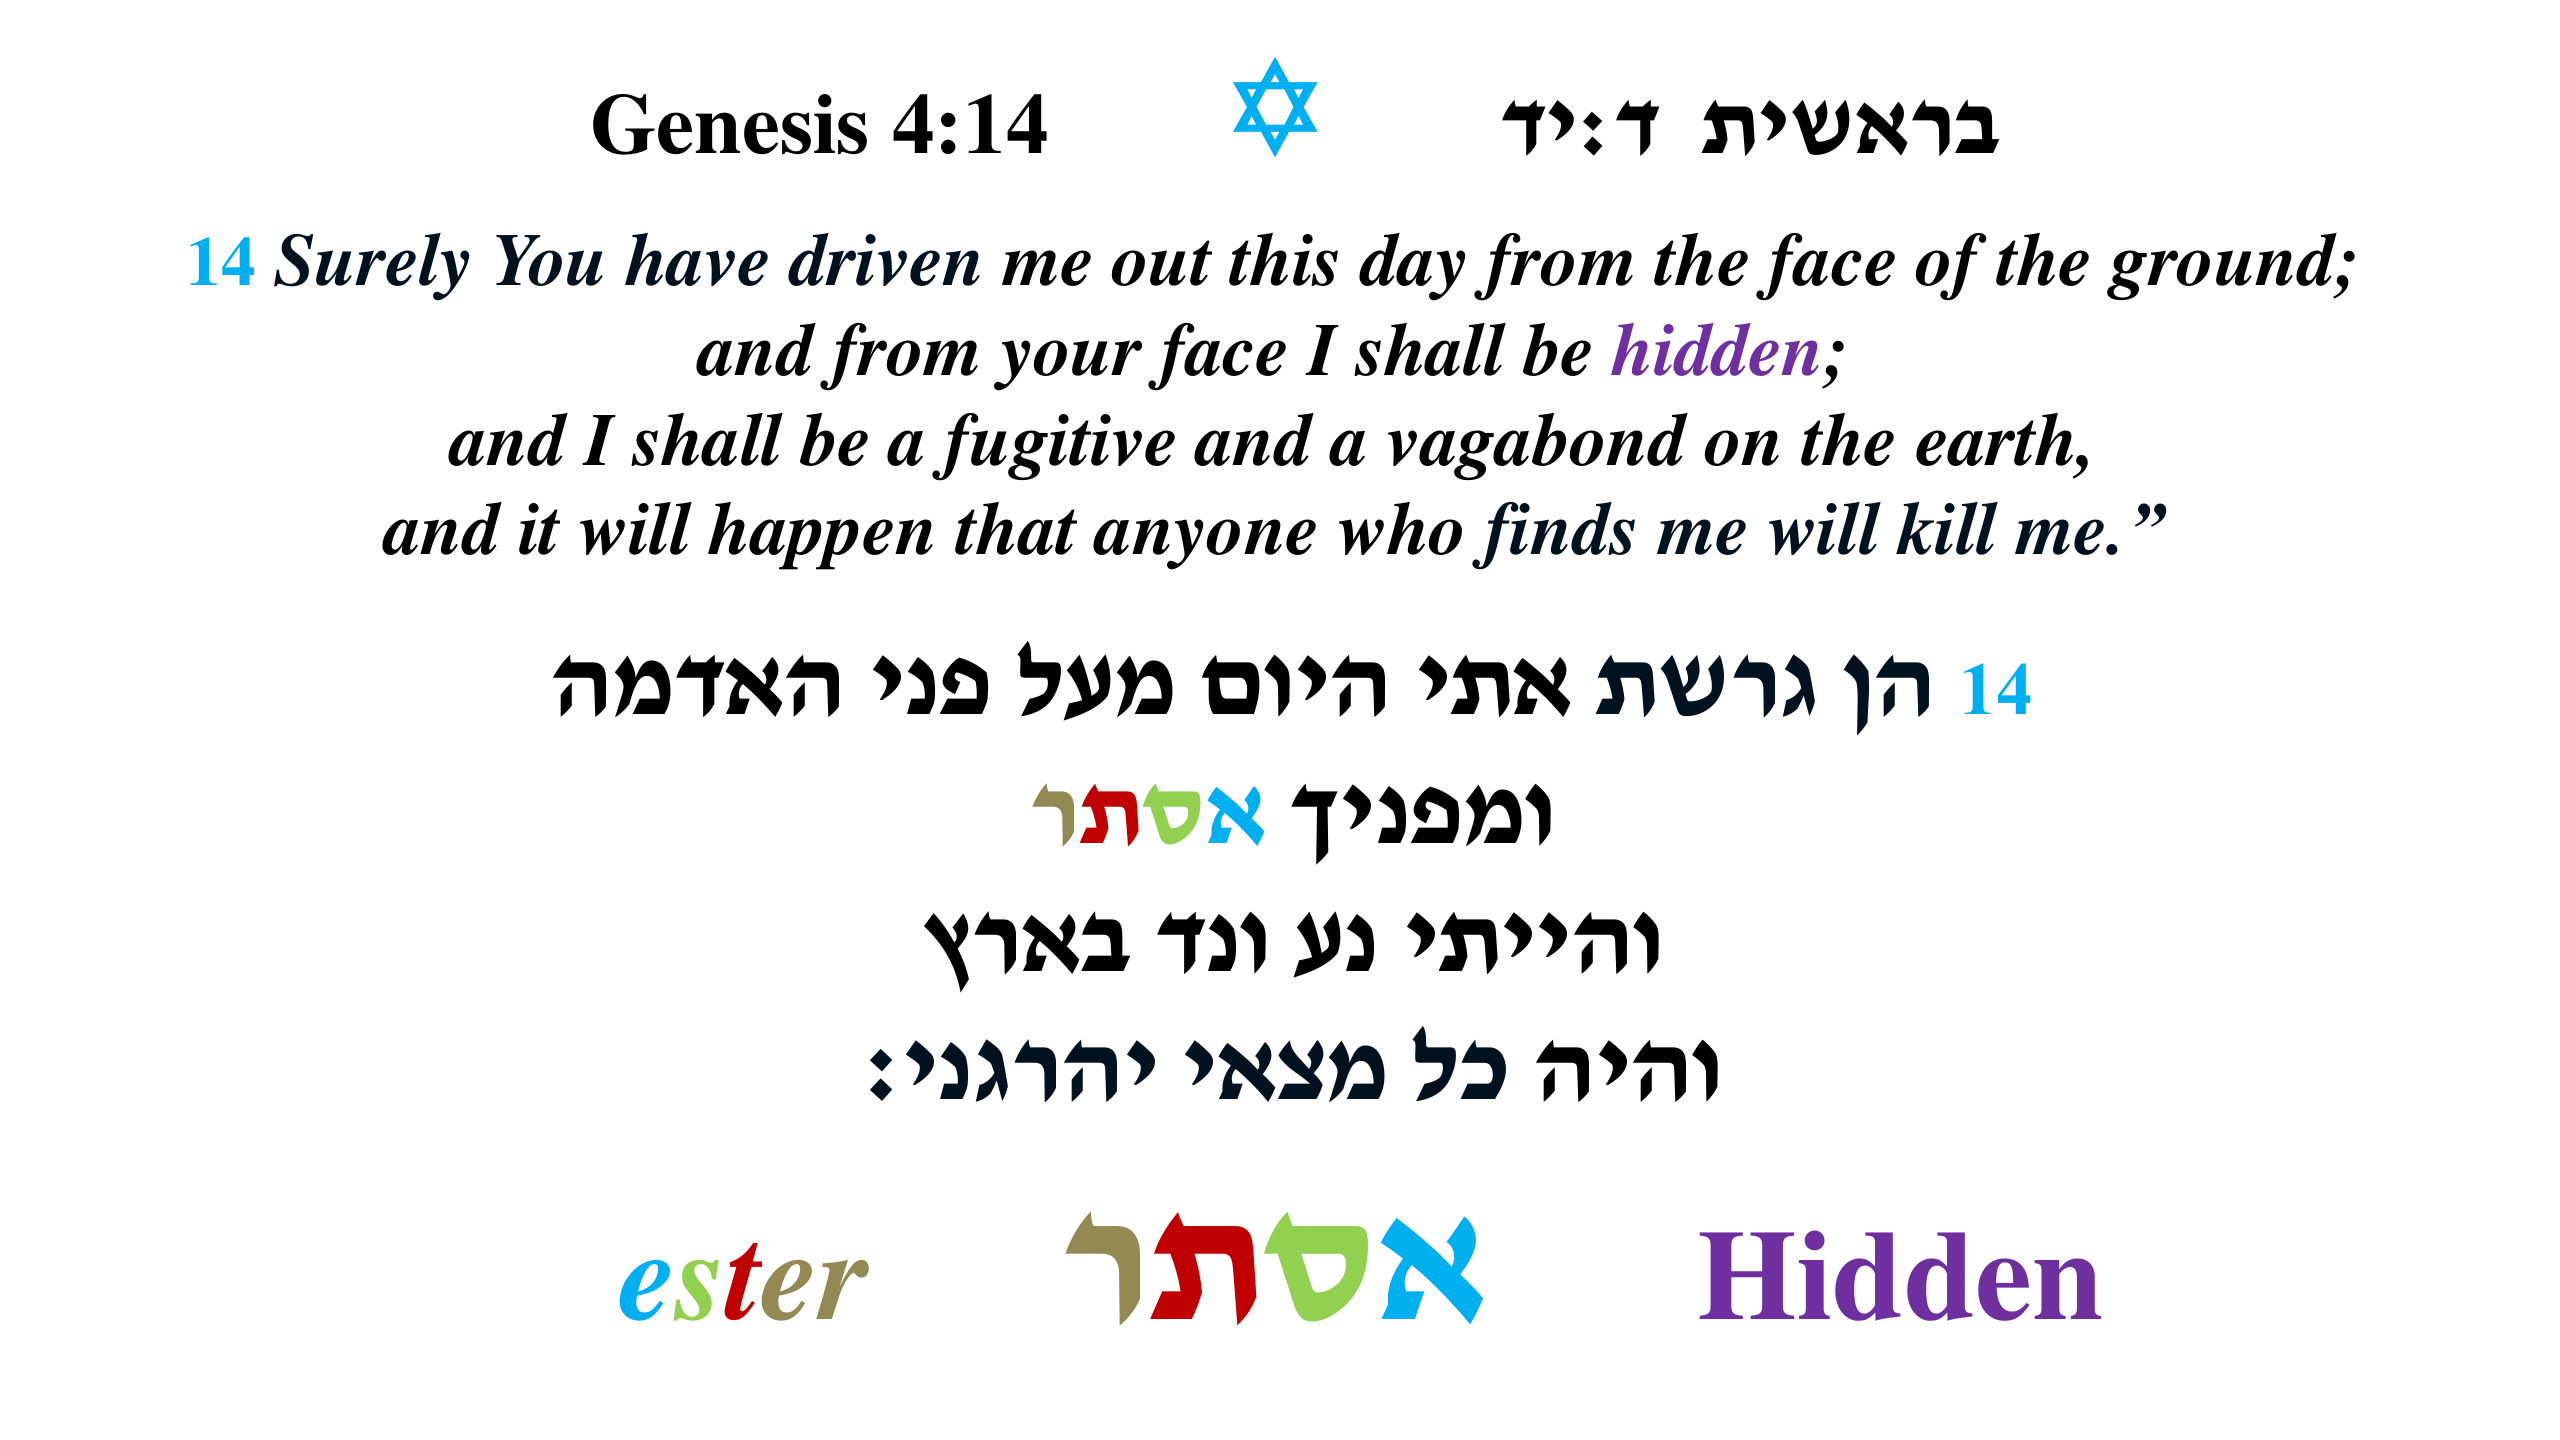 Genesis 4:14 ✡ בראשית ד:יד
14 Surely You have driven me out this day from the face of the ground;
and from your face I shall be hidden;
and I shall be a fugitive and a vagabond on the earth,
and it will happen that anyone who finds me will kill me.”
14 הן גרשת אתי היום מעל פני האדמה
ומפניך אסתר
והייתי נע ונד בארץ
והיה כל מצאי יהרגני:
ester אסתר Hidden